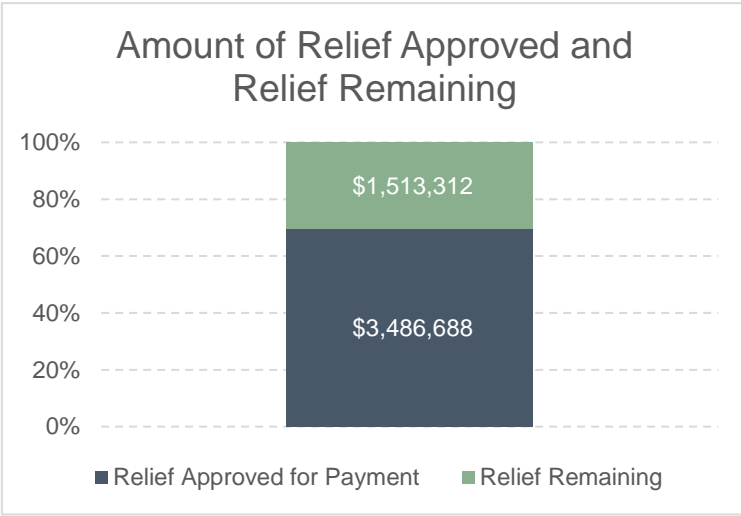 Amount of Relief Approved and
Relief Remaining
100%
80%
60%
40%
20%
0%
$1,513,312
$3,486,688
Relief Approved for Payment
Relief Remaining